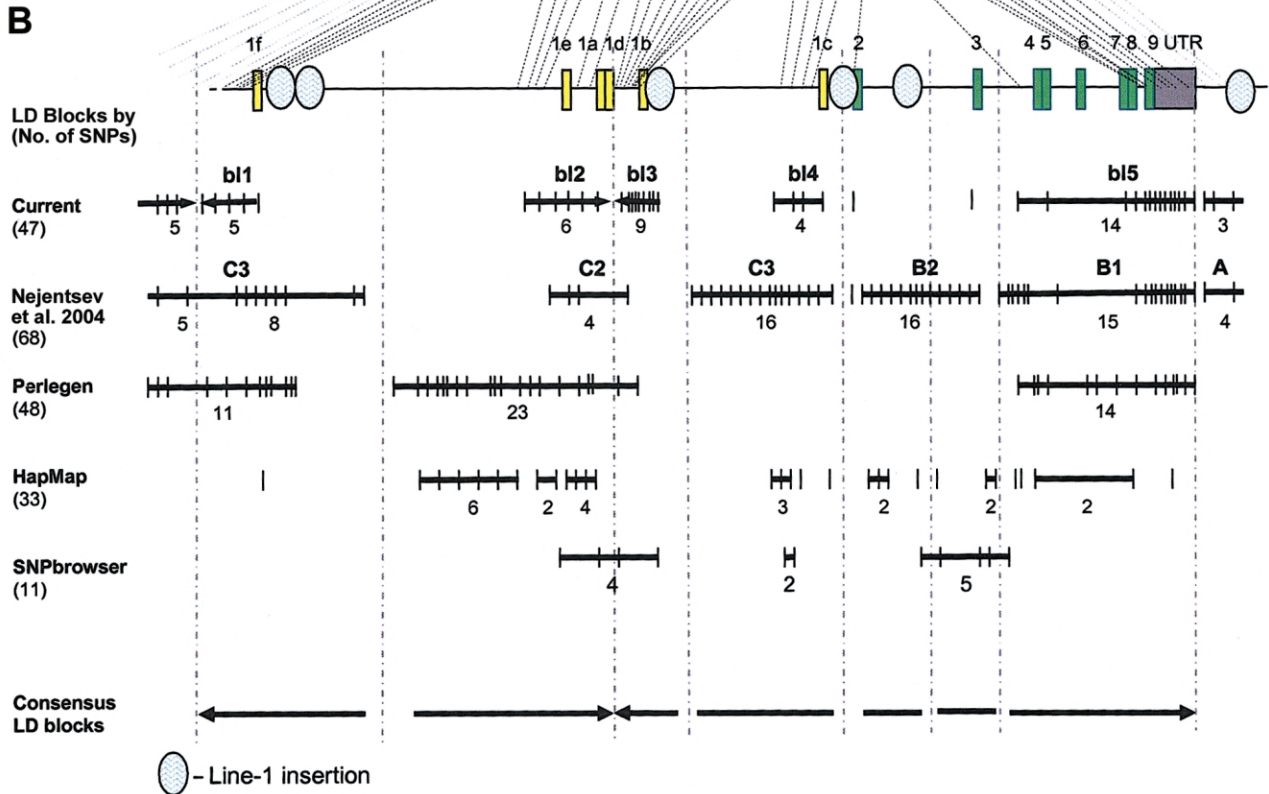 B
1f 1e 1a 1d 1b 1c 2 3 4 5 6 7 8 9 UTR
LD Blocks by
(No. of SNPs)
bl1 bl2 bl3 bl4 bl5
Current
(47)
5 5 6 9 4 14 3
C3 C2 C3 B2 B1 A
Nejentsev
et al. 2004
(68)
5 8 4 16 16 15 4
Perlegen
(48)
11 23 14
HapMap
(33)
6 2 4 3 2 2 2
SNPbrowser
(11)
4 2 5
Consensus
LD blocks
– Line-1 insertion